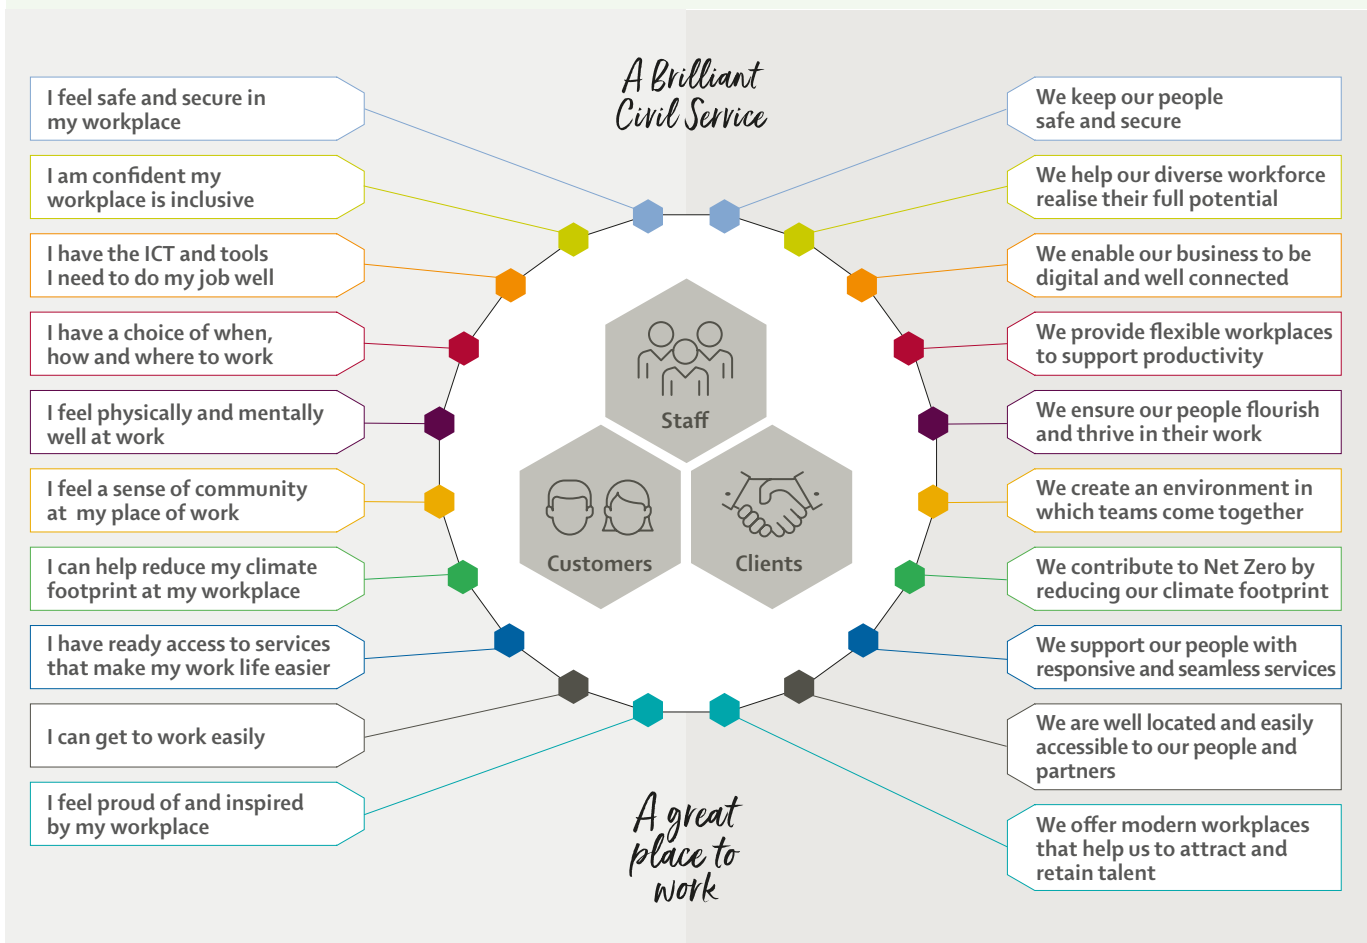 A Brilliant
Civil Service
I feel safe and secure in
my workplace
I am confident my
workplace is inclusive
I have the ICT and tools
I need to do my job well
I have a choice of when,
how and where to work
I feel physically and mentally
well at work
I feel a sense of community
at my place of work
I can help reduce my climate
footprint at my workplace
I have ready access to services
that make my work life easier
I can get to work easily
I feel proud of and inspired
by my workplace
Staff
Customers
Clients
We keep our people
safe and secure
We help our diverse workforce
realise their full potential
We enable our business to be
digital and well connected
We provide flexible workplaces
to support productivity
We ensure our people flourish
and thrive in their work
We create an environment in
which teams come together
We contribute to Net Zero by
reducing our climate footprint
We support our people with
responsive and seamless services
We are well located and easily
accessible to our people and
partners
We offer modern workplaces
that help us to attract and
retain talent
A great
place to
work